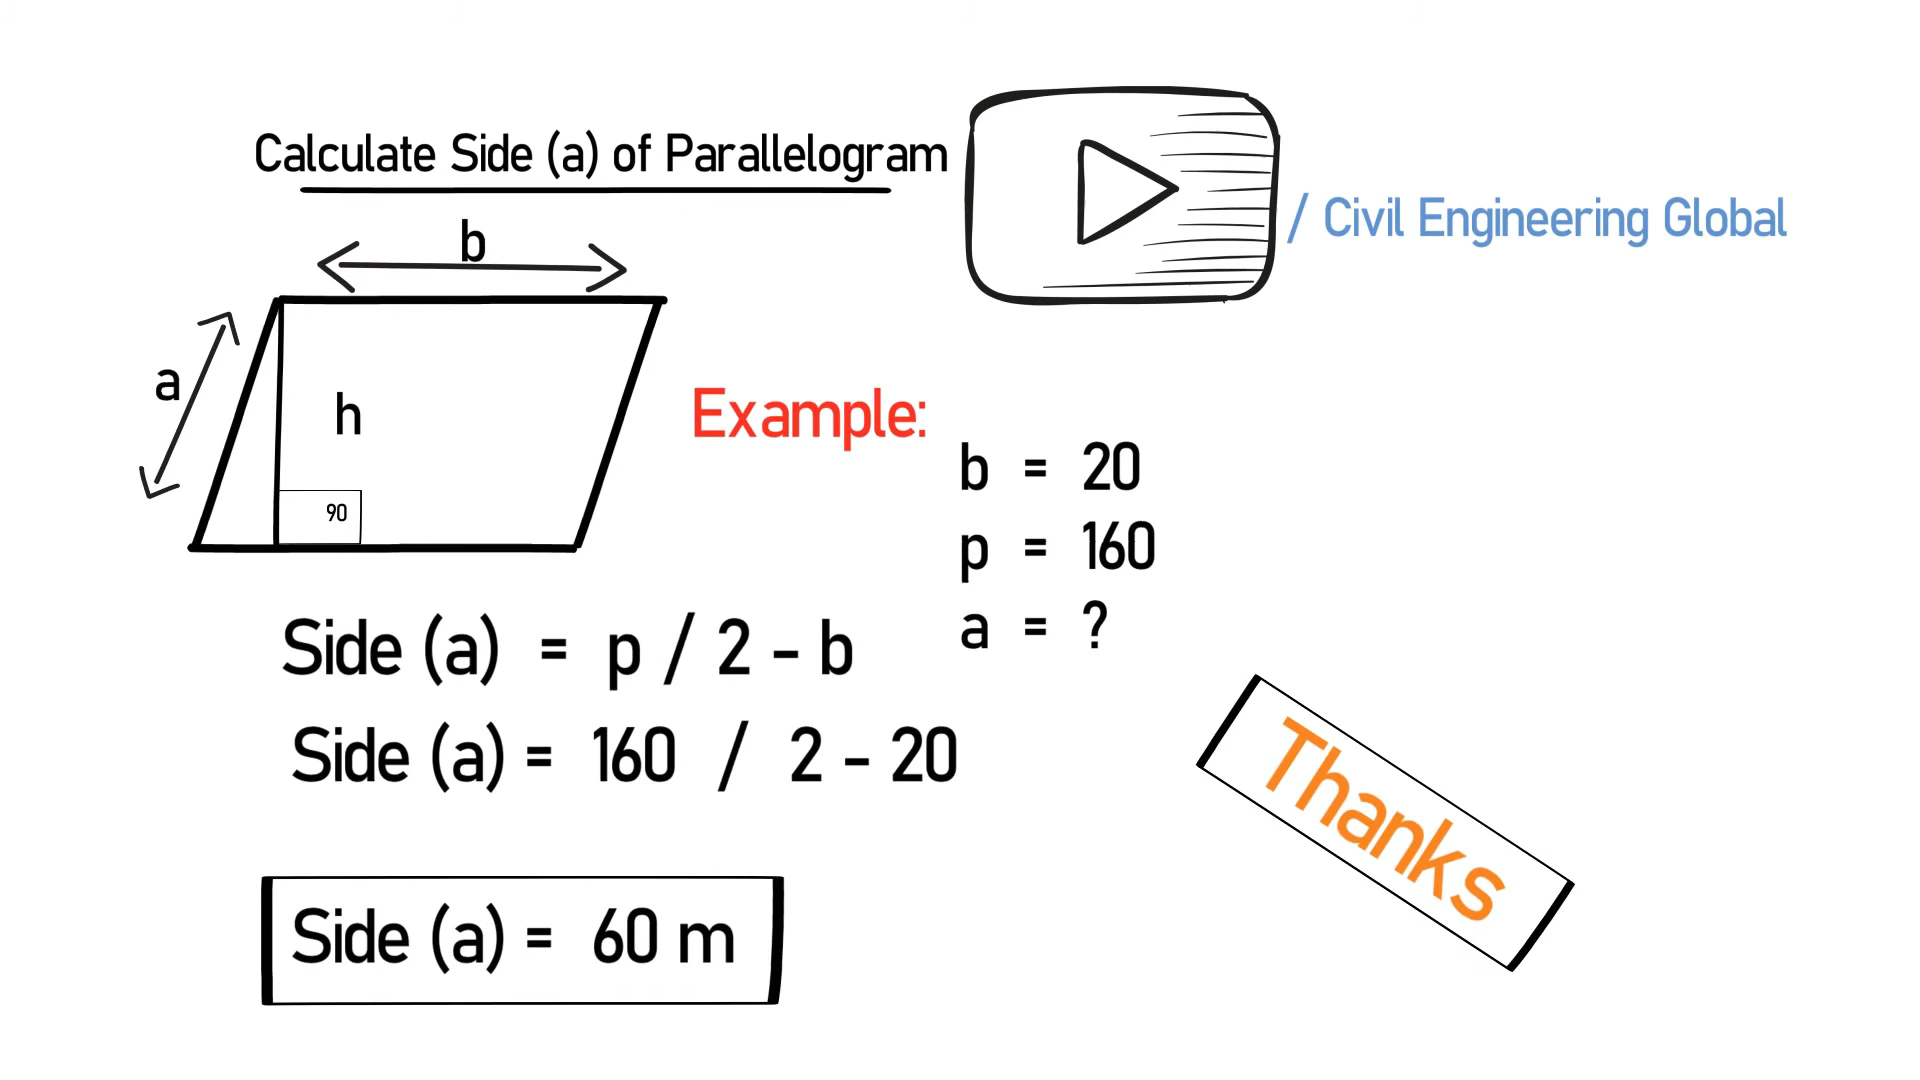 Calculate Side (a) of Parallelogram
/ Civil Engineering Global
b
a
h
90
Example:
b = 20
p = 160
a = ?
Side (a) = p / 2 - b
Side (a) = 160 / 2 - 20
Side (a) = 60 m
Thanks